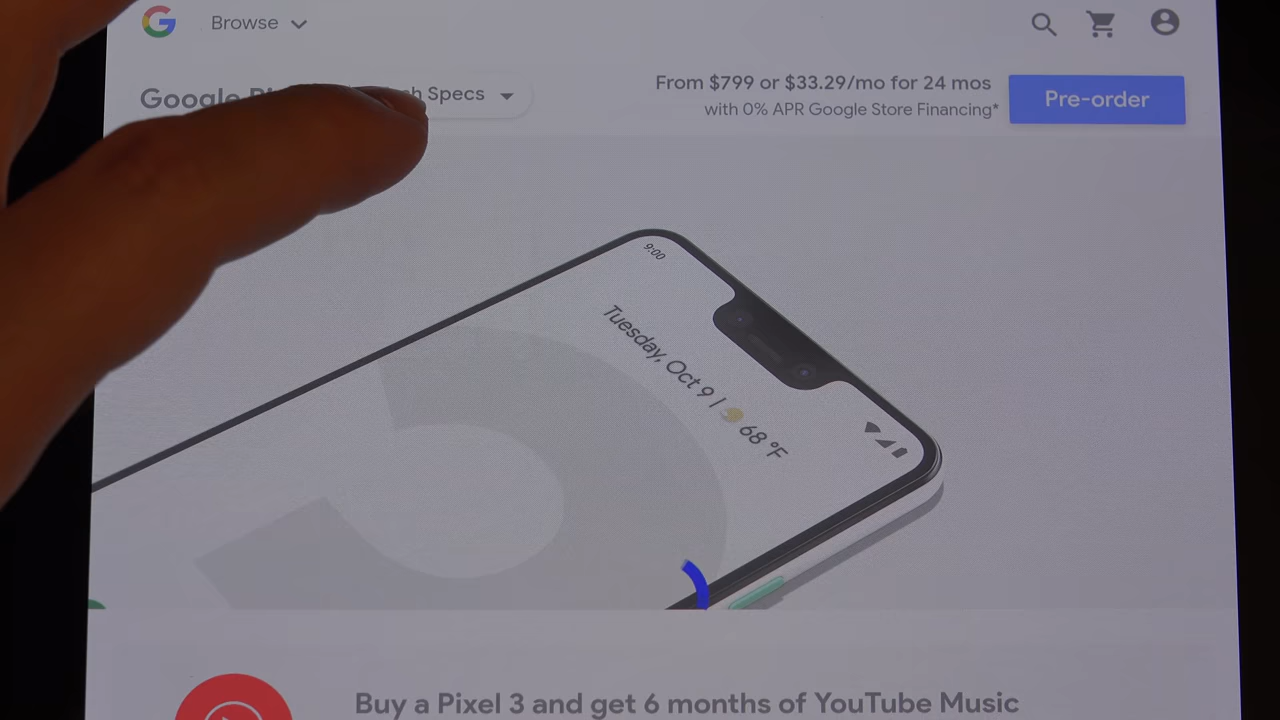 Browse
Google
Specs
From $799 or $33.29/mo for 24 mos
with 0% APR Google Store Financing*
Pre-order
9:00
Tuesday, Oct 9 | 68 °F
Buy a Pixel 3 and get 6 months of YouTube Music